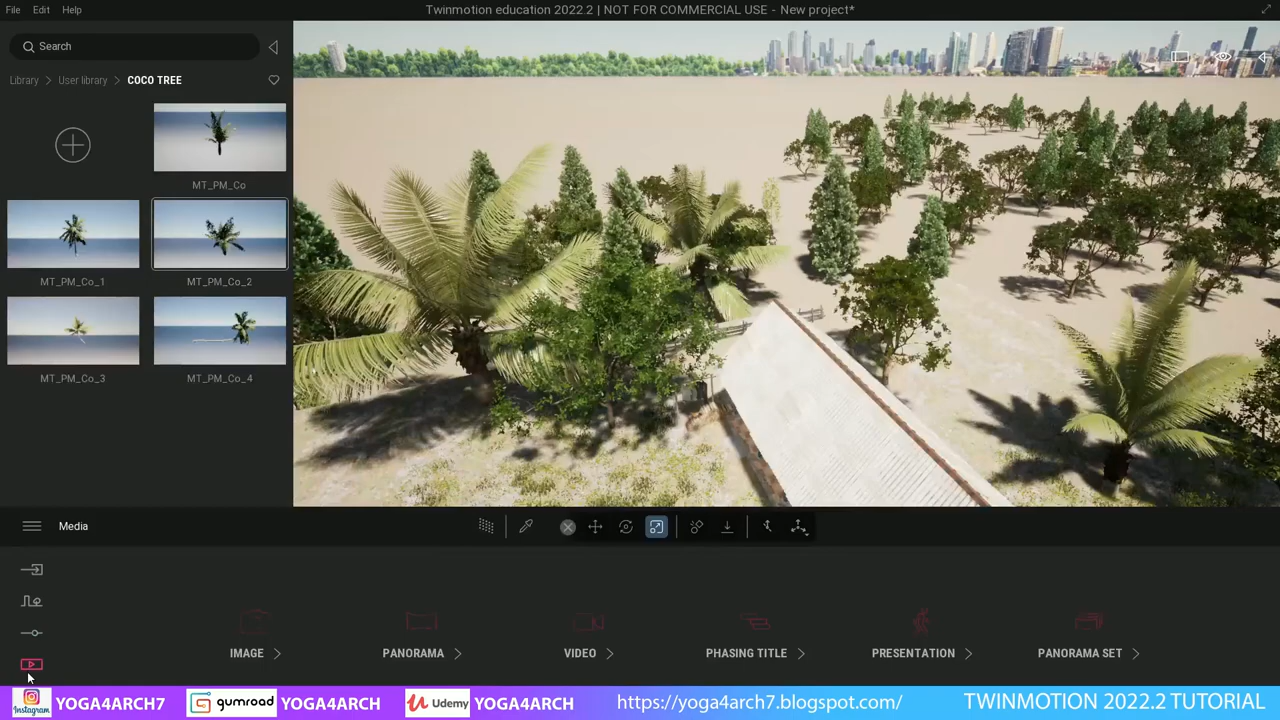 File Edit Help Twinmotion education 2022.2 | NOT FOR COMMERCIAL USE - New project*
Search
Library User library COCO TREE
MT_PM_Co
MT_PM_Co_1 MT_PM_Co_2
MT_PM_Co_3 MT_PM_Co_4
Media
IMAGE PANORAMA VIDEO PHASING TITLE PRESENTATION PANORAMA SET
Instagram YOGA4ARCH7 gumroad YOGA4ARCH Udemy YOGA4ARCH https://yoga4arch7.blogspot.com/ TWINMOTION 2022.2 TUTORIAL